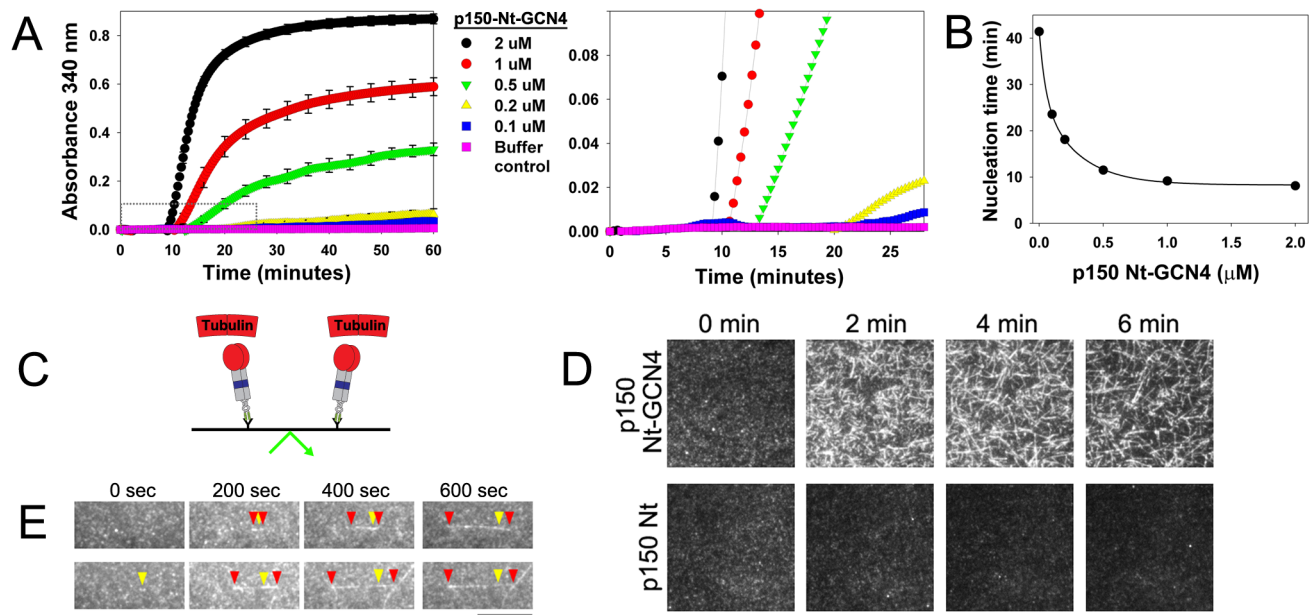 A
Absorbance 340 nm
0.8
0.6
0.4
0.2
0.0
0 10 20 30 40 50 60
Time (minutes)
p150-Nt-GCN4
2 uM
1 uM
0.5 uM
0.2 uM
0.1 uM
Buffer
control
0.10
0.08
0.06
0.04
0.02
0.00
0 5 10 15 20 25
Time (minutes)
B
Nucleation time (min)
40
30
20
10
0
0.0 0.5 1.0 1.5 2.0
p150 Nt-GCN4 (μM)
C
Tubulin Tubulin
D
0 min 2 min 4 min 6 min
p150
Nt-GCN4
p150 Nt
E
0 sec 200 sec 400 sec 600 sec